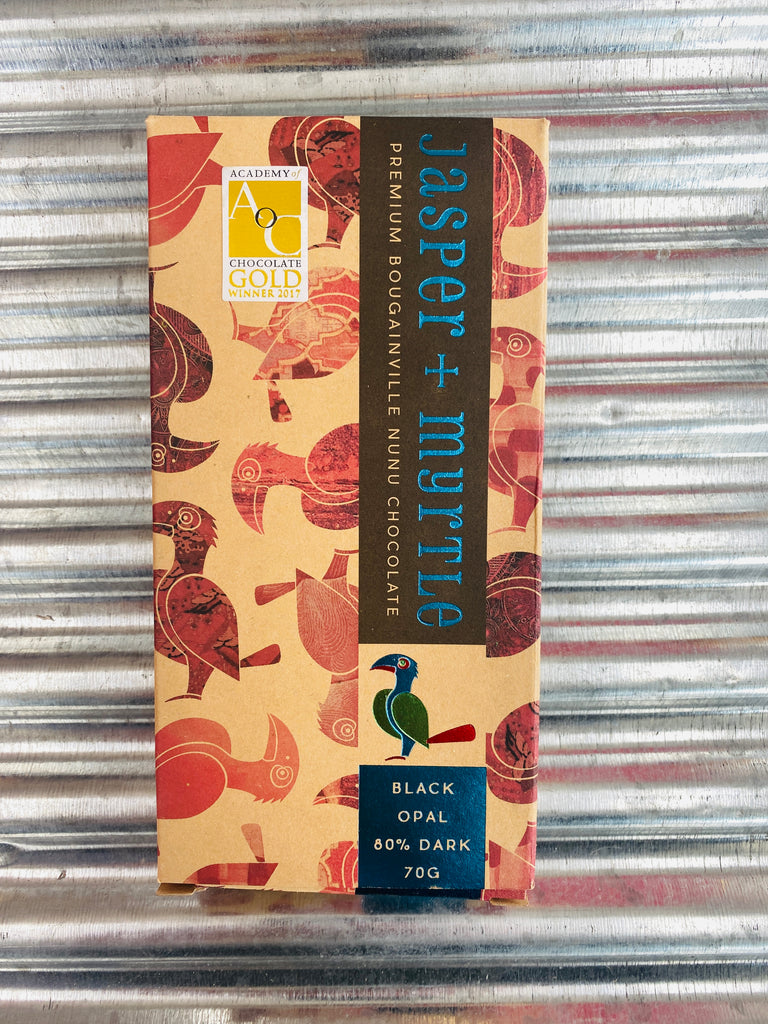 ACADEMY of
AOC
CHOCOLATE
GOLD
WINNER 2017
Jasper + myrtle
PREMIUM BOUGAINVILLE NUNU CHOCOLATE
BLACK
OPAL
80% DARK
70G